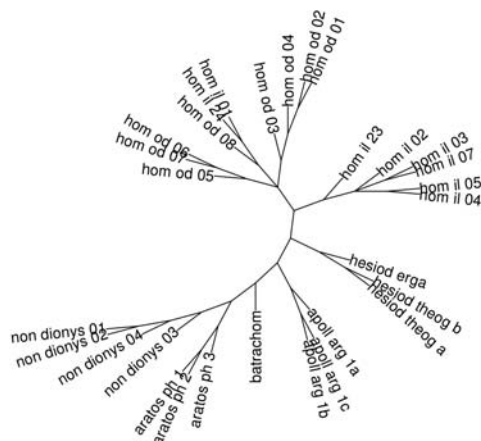 hom od 02
hom od 01
hom od 04
hom od 03
hom il 01
hom il 24
hom od 08
hom od 06
hom od 07
hom od 05
hom il 23
hom il 02
hom il 03
hom il 07
hom il 05
hom il 04
hesiod erga
hesiod theog b
hesiod theog a
apoll arg 1a
apoll arg 1c
apoll arg 1b
batrachom
aratos ph 3
aratos ph 2
aratos ph 1
non dionys 03
non dionys 04
non dionys 02
non dionys 01